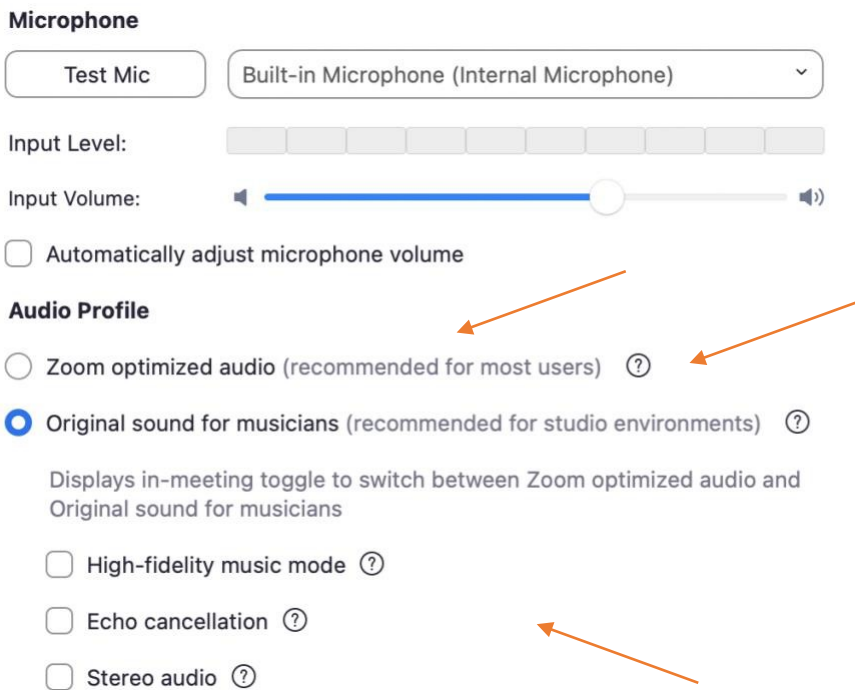 Microphone
Test Mic
Built-in Microphone (Internal Microphone)
Input Level:
Input Volume:
Automatically adjust microphone volume
Audio Profile
Zoom optimized audio (recommended for most users) ?
Original sound for musicians (recommended for studio environments) ?
Displays in-meeting toggle to switch between Zoom optimized audio and
Original sound for musicians
High-fidelity music mode ?
Echo cancellation ?
Stereo audio ?